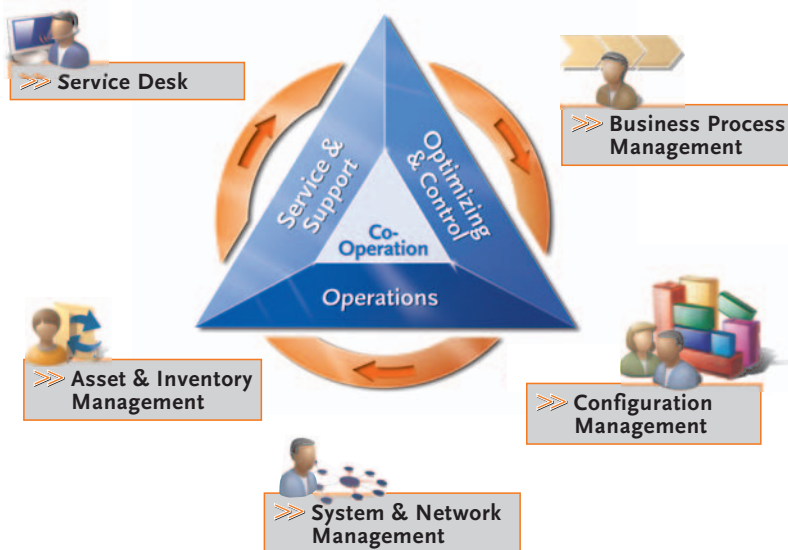 Service Desk
Business Process
Management
Service &
Support
Optimizing
& Control
Co-
Operation
Operations
Asset & Inventory
Management
Configuration
Management
System & Network
Management